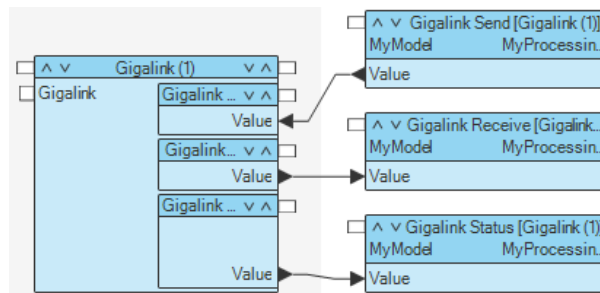 Gigalink (1)
Gigalink
Gigalink ...
Value
Gigalink...
Value
Gigalink ...
Value
Gigalink Send [Gigalink (1)]
MyModel MyProcessin...
Value
Gigalink Receive [Gigalink...
MyModel MyProcessin...
Value
Gigalink Status [Gigalink (1)]
MyModel MyProcessin...
Value